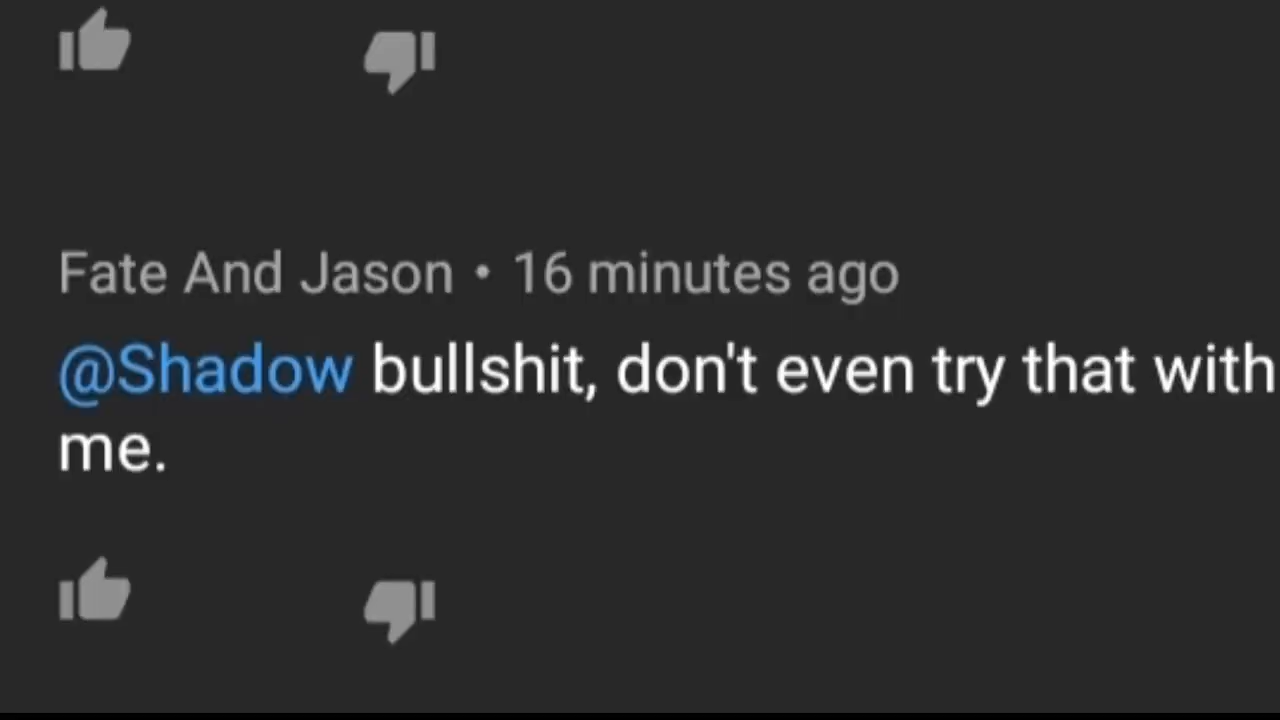 Fate And Jason • 16 minutes ago
@Shadow bullshit, don't even try that with
me.